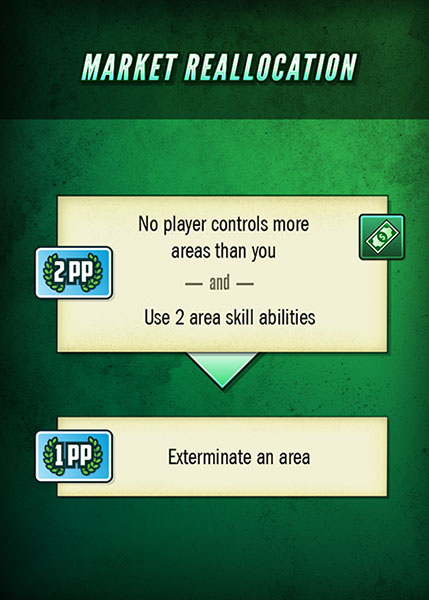 MARKET REALLOCATION
No player controls more
areas than you
— and —
2 PP
Use 2 area skill abilities
1 PP
Exterminate an area